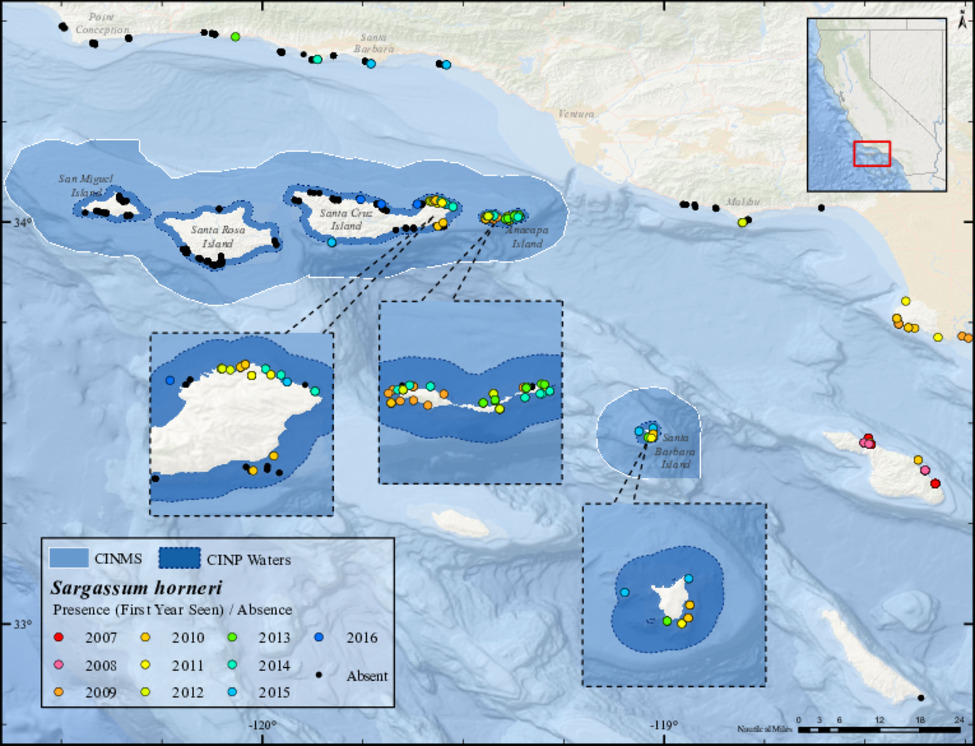 Point
Conception
Santa
Barbara
Ventura
N
San Miguel
Island
Santa Rosa
Island
Santa Cruz
Island
Anacapa
Island
Malibu
34°
Santa
Barbara
Island
CINMS
CINP Waters
Sargassum horneri
Presence (First Year Seen) / Absence
2007
2010
2013
2016
2008
2011
2014
Absent
2009
2012
2015
33°
-120°
-119°
Nautical Miles
0 3 6 12 18 24